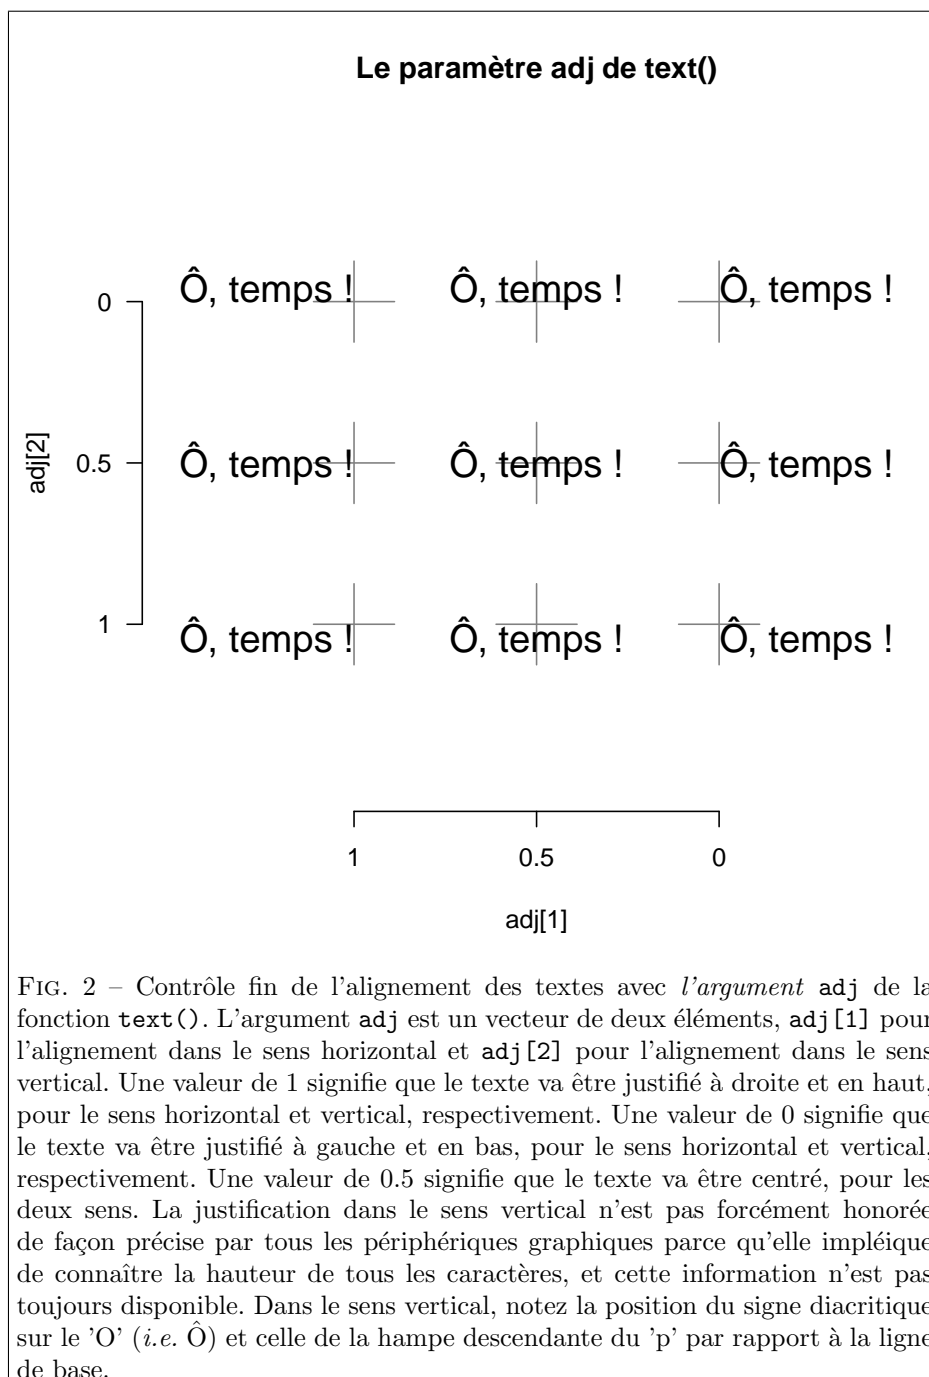 Le paramètre adj de text()
Ô, temps ! Ô, temps ! Ô, temps !
0
adj[2]
0.5
Ô, temps ! Ô, temps ! Ô, temps !
1
Ô, temps ! Ô, temps ! Ô, temps !
1 0.5 0
adj[1]
FIG. 2 – Contrôle fin de l'alignement des textes avec l'argument adj de la
fonction text(). L'argument adj est un vecteur de deux éléments, adj[1] pour
l'alignement dans le sens horizontal et adj[2] pour l'alignement dans le sens
vertical. Une valeur de 1 signifie que le texte va être justifié à droite et en haut,
pour le sens horizontal et vertical, respectivement. Une valeur de 0 signifie que
le texte va être justifié à gauche et en bas, pour le sens horizontal et vertical,
respectivement. Une valeur de 0.5 signifie que le texte va être centré, pour les
deux sens. La justification dans le sens vertical n'est pas forcément honorée
de façon précise par tous les périphériques graphiques parce qu'elle impléique
de connaître la hauteur de tous les caractères, et cette information n'est pas
toujours disponible. Dans le sens vertical, notez la position du signe diacritique
sur le 'O' (i.e. Ô) et celle de la hampe descendante du 'p' par rapport à la ligne
de base.